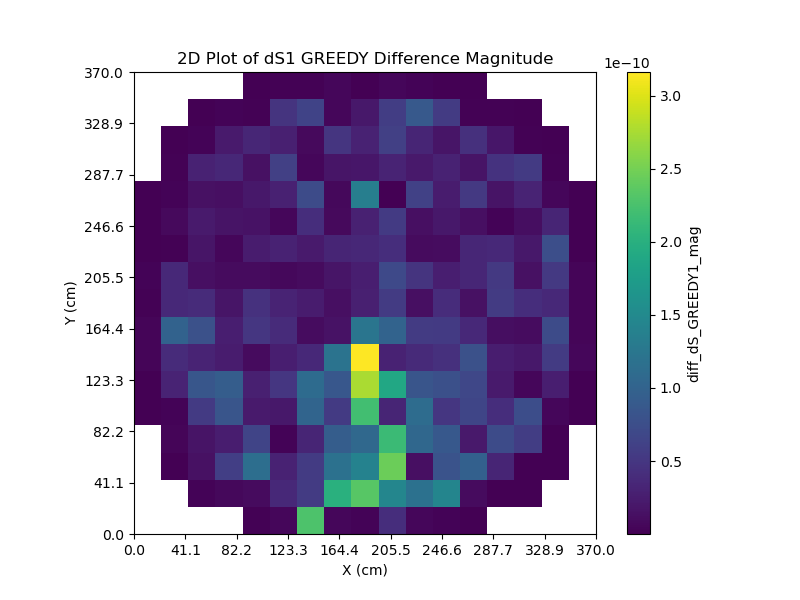 2D Plot of dS1 GREEDY Difference Magnitude
1e−10
370.0
328.9
287.7
246.6
205.5
164.4
123.3
82.2
41.1
0.0
Y (cm)
0.0 41.1 82.2 123.3 164.4 205.5 246.6 287.7 328.9 370.0
X (cm)
3.0
2.5
2.0
1.5
1.0
0.5
diff_dS_GREEDY1_mag